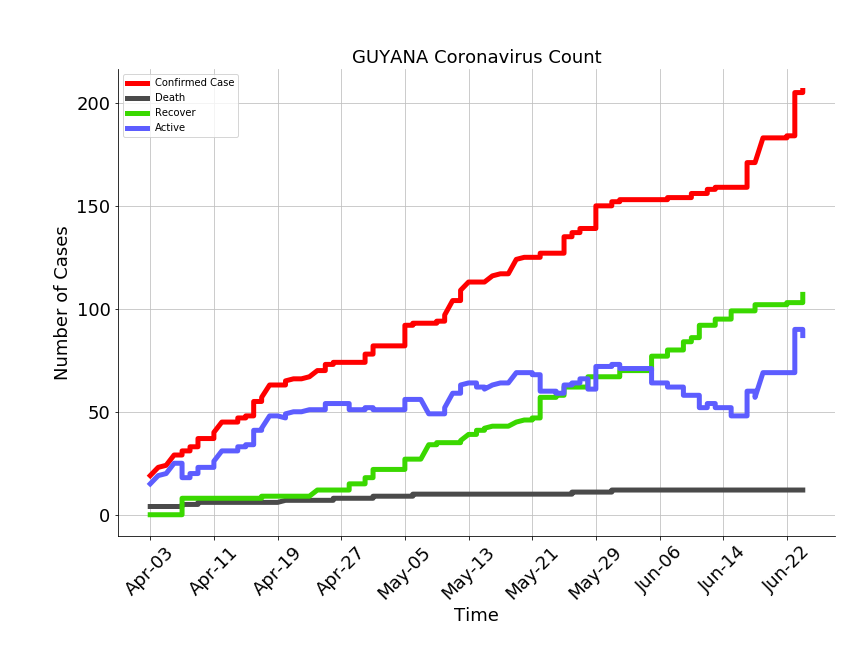 GUYANA Coronavirus Count
Confirmed Case
Death
Recover
Active
200
150
100
50
0
Number of Cases
Apr-03
Apr-11
Apr-19
Apr-27
May-05
May-13
May-21
May-29
Jun-06
Jun-14
Jun-22
Time